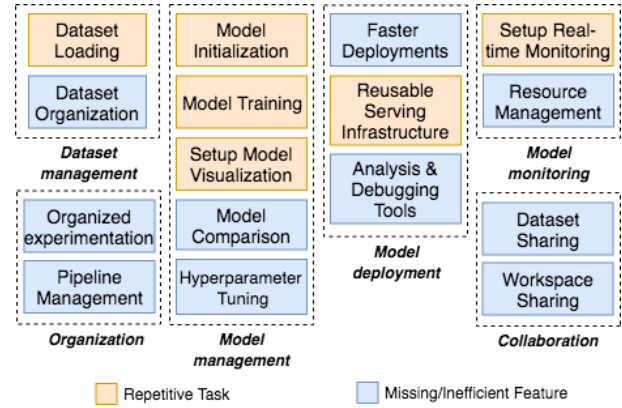 Dataset
Loading
Dataset
Organization
Dataset
management
Organized
experimentation
Pipeline
Management
Organization
Model
Initialization
Model Training
Setup Model
Visualization
Model
Comparison
Hyperparameter
Tuning
Model
management
Faster
Deployments
Reusable
Serving
Infrastructure
Analysis &
Debugging
Tools
Model
deployment
Setup Real-
time Monitoring
Resource
Management
Model
monitoring
Dataset
Sharing
Workspace
Sharing
Collaboration
Repetitive Task
Missing/Inefficient Feature